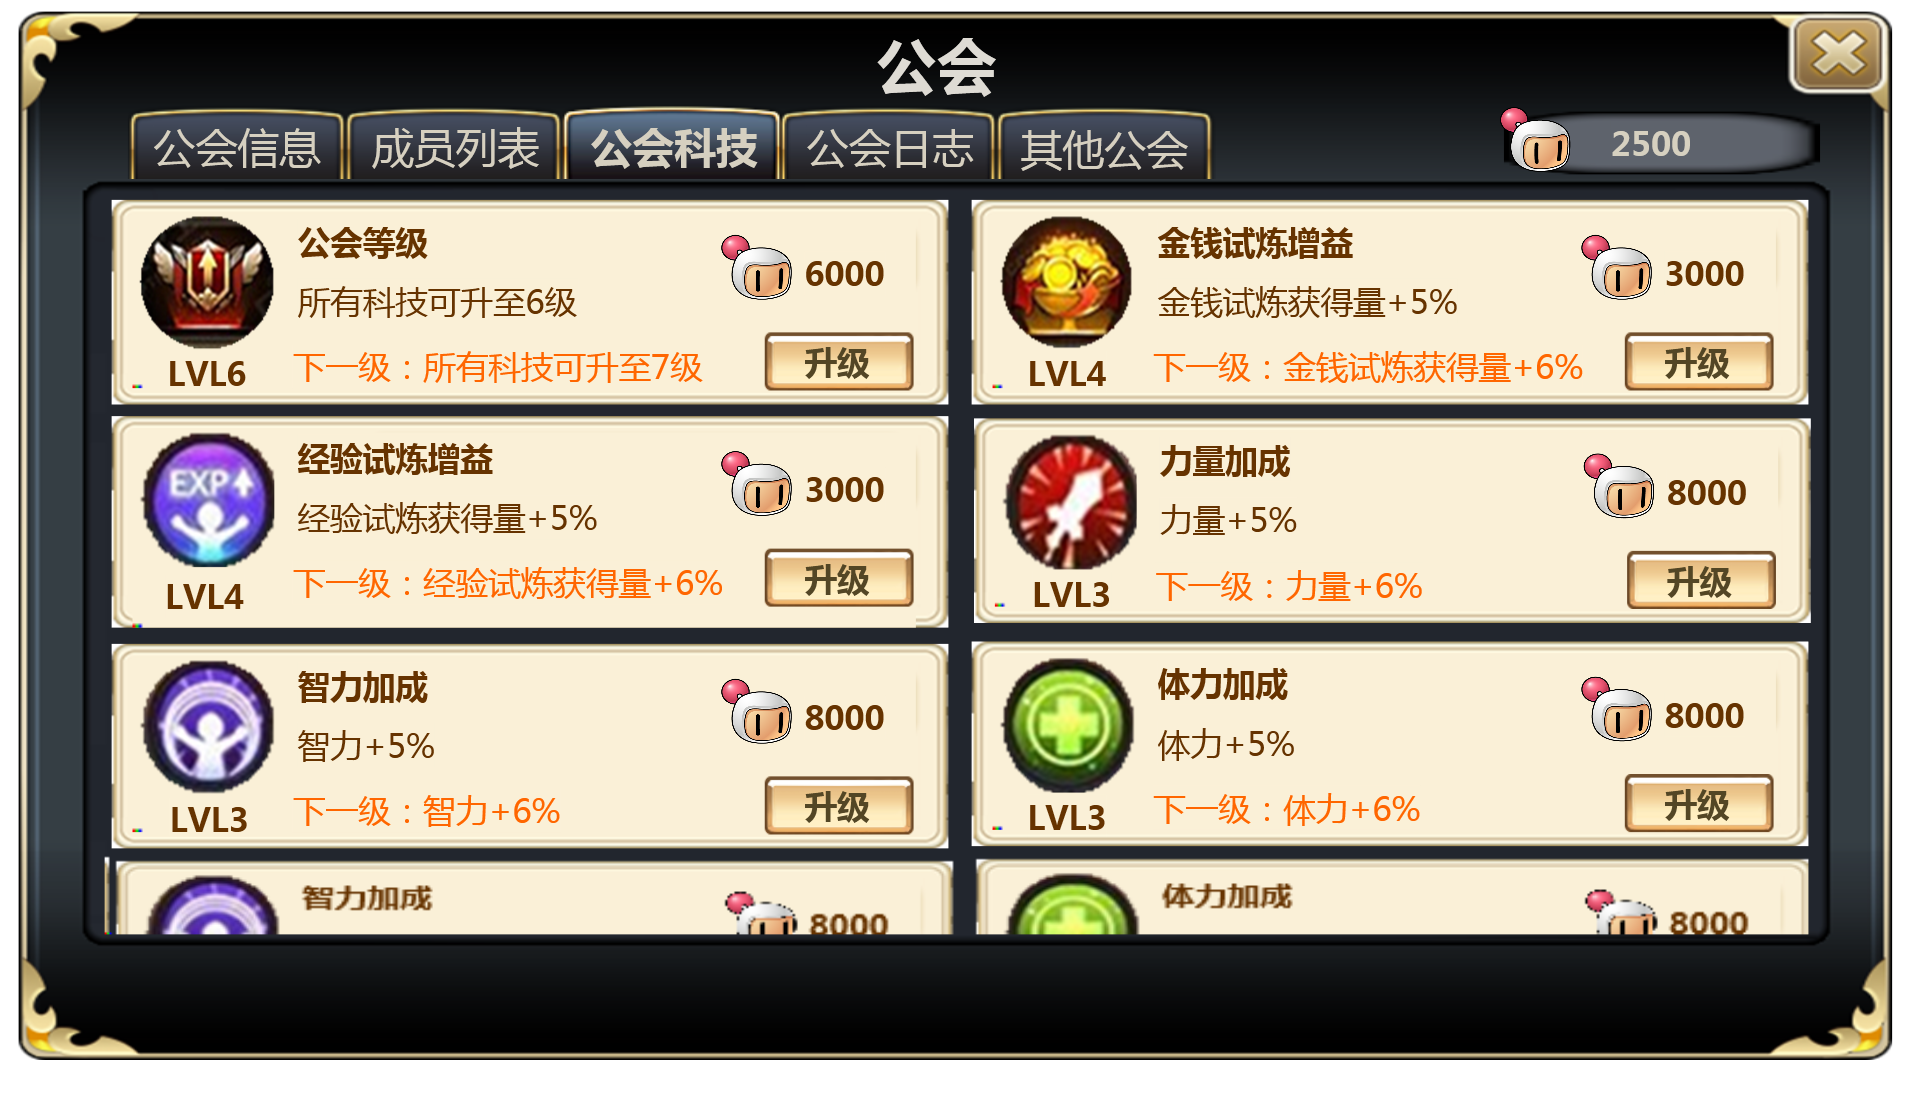 公会
公会信息
成员列表
公会科技
公会日志
其他公会
2500
公会等级
所有科技可升至6级
下一级：所有科技可升至7级
LVL6
6000
升级
金钱试炼增益
金钱试炼获得量+5%
下一级：金钱试炼获得量+6%
LVL4
3000
升级
EXP
经验试炼增益
经验试炼获得量+5%
下一级：经验试炼获得量+6%
LVL4
3000
升级
力量加成
力量+5%
下一级：力量+6%
LVL3
8000
升级
智力加成
智力+5%
下一级：智力+6%
LVL3
8000
升级
体力加成
体力+5%
下一级：体力+6%
LVL3
8000
升级
智力加成
8000
体力加成
8000